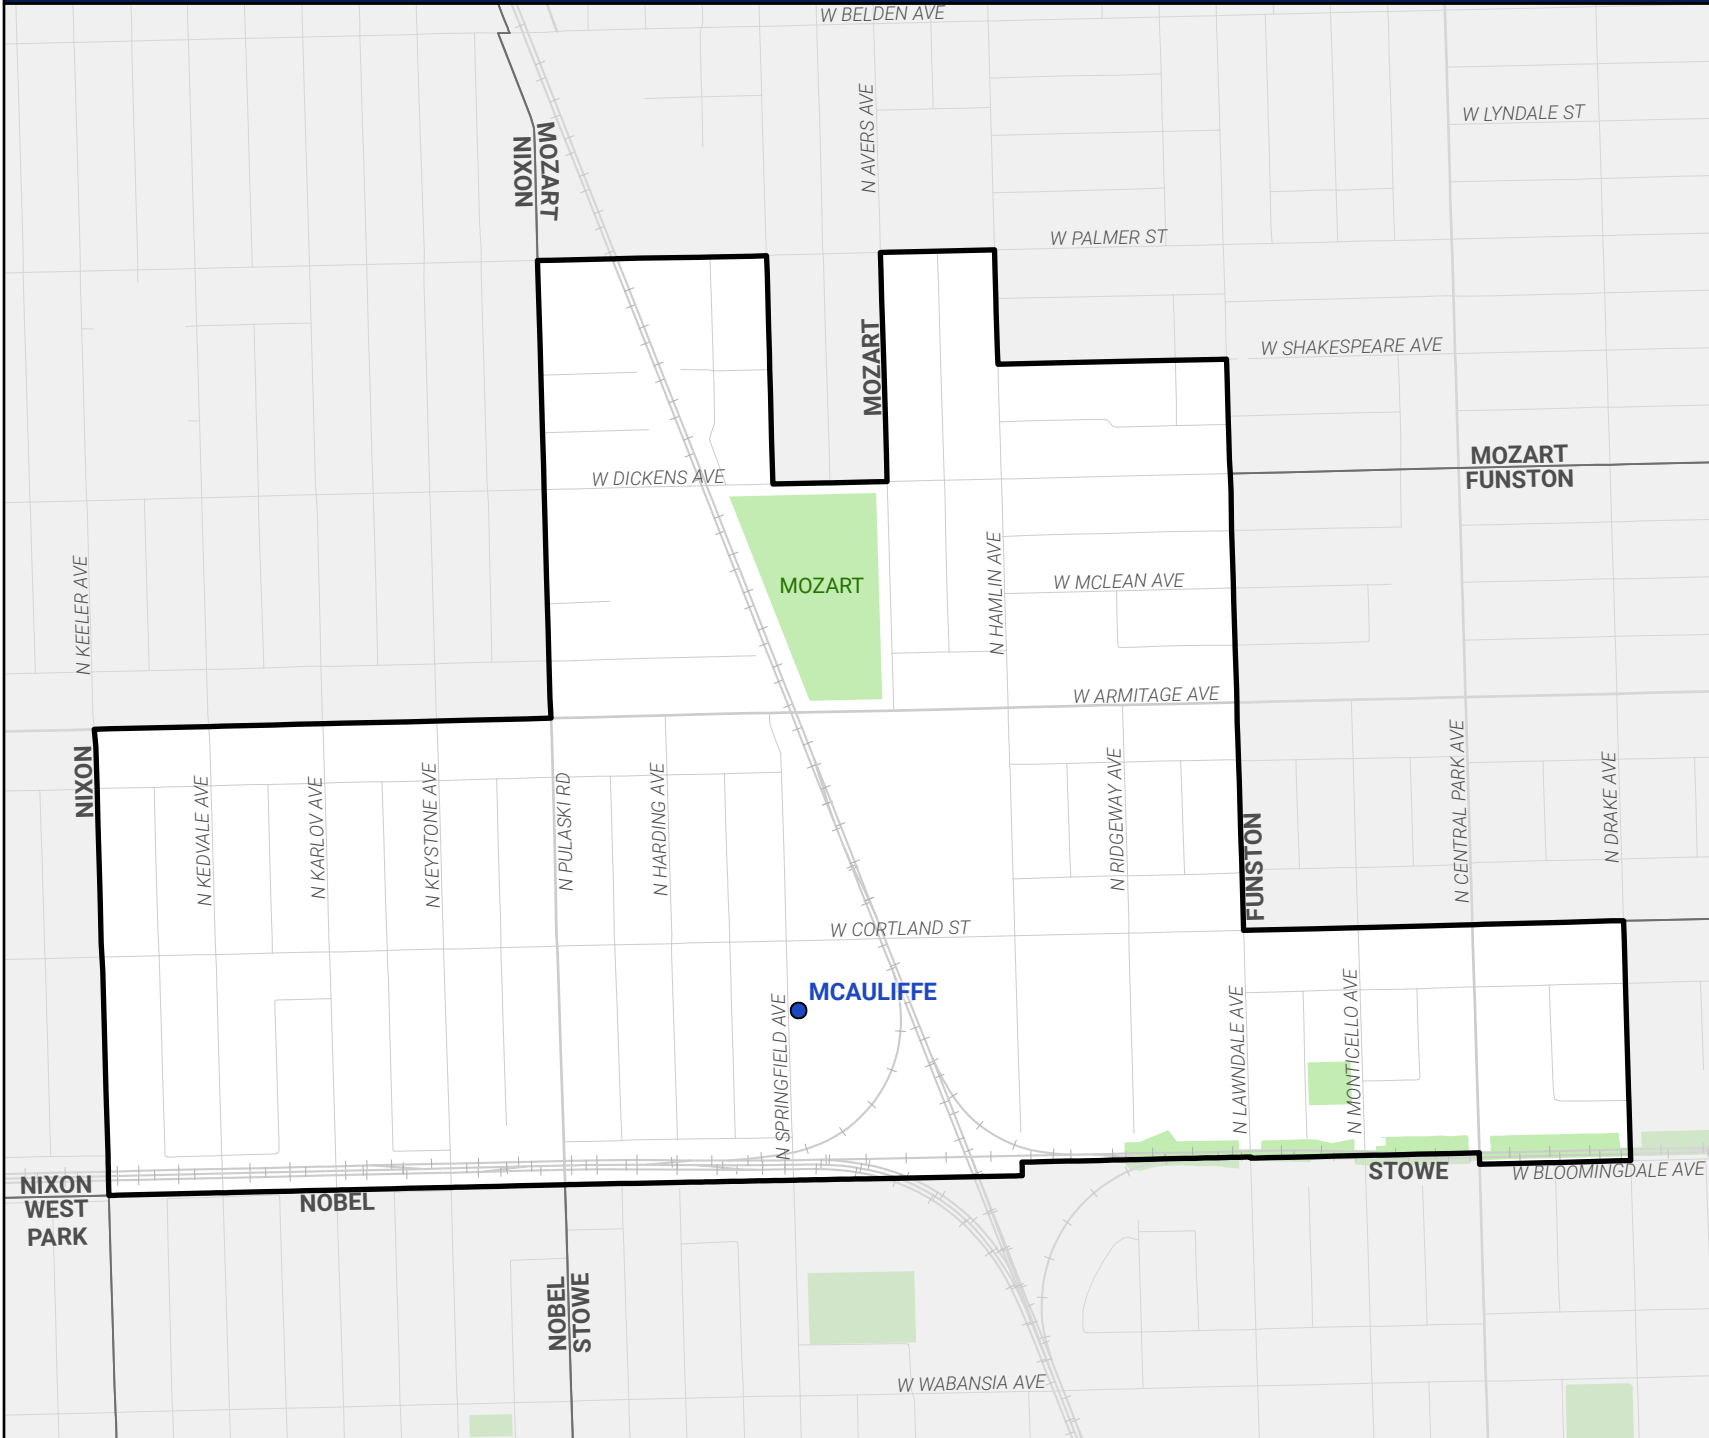 W BELDEN AVE
N AVERS AVE
W LYNDALE ST
MOZART
NIXON
W PALMER ST
MOZART
W SHAKESPEARE AVE
MOZART
FUNSTON
W DICKENS AVE
MOZART
N KEELER AVE
N HAMLIN AVE
W MCLEAN AVE
W ARMITAGE AVE
NIXON
N KEDVALE AVE
N KARLOV AVE
N KEYSTONE AVE
N PULASKI RD
N HARDING AVE
N RIDGEWAY AVE
FUNSTON
N CENTRAL PARK AVE
N DRAKE AVE
W CORTLAND ST
MCAULIFFE
N SPRINGFIELD AVE
N LAWNDALE AVE
N MONTICELLO AVE
STOWE
W BLOOMINGDALE AVE
NIXON
WEST
PARK
NOBEL
NOBEL
STOWE
W WABANSIA AVE